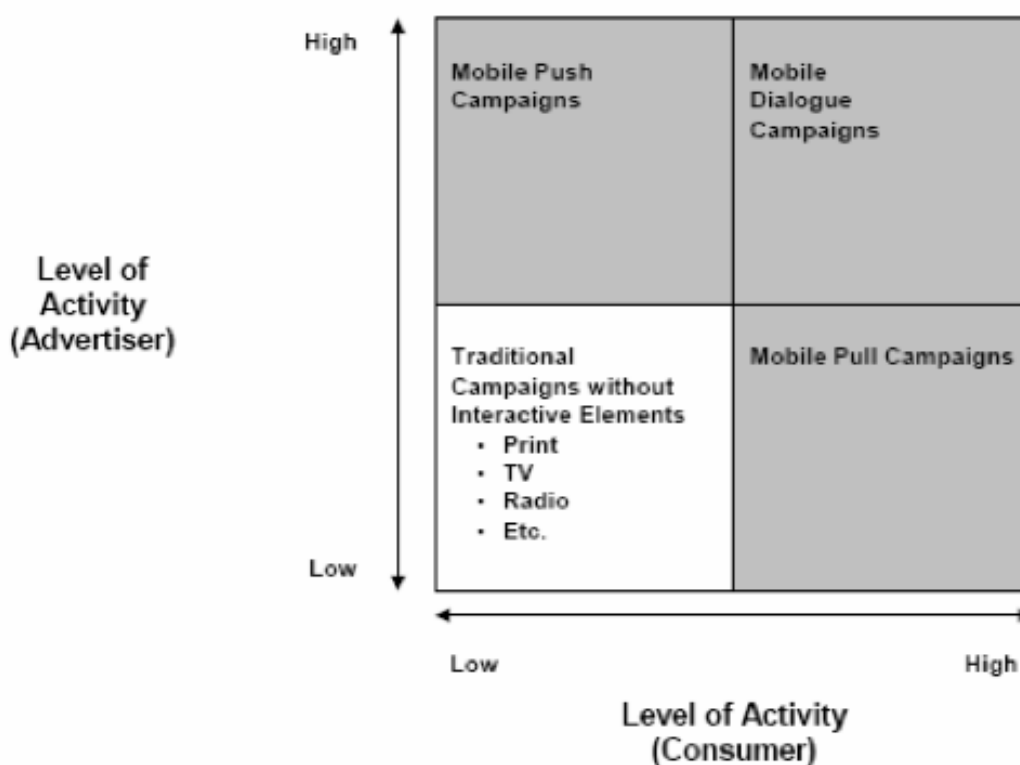 High
Mobile Push
Campaigns
Mobile
Dialogue
Campaigns
Level of
Activity
(Advertiser)
Traditional
Campaigns without
Interactive Elements
· Print
· TV
· Radio
· Etc.
Mobile Pull Campaigns
Low
Low
High
Level of Activity
(Consumer)